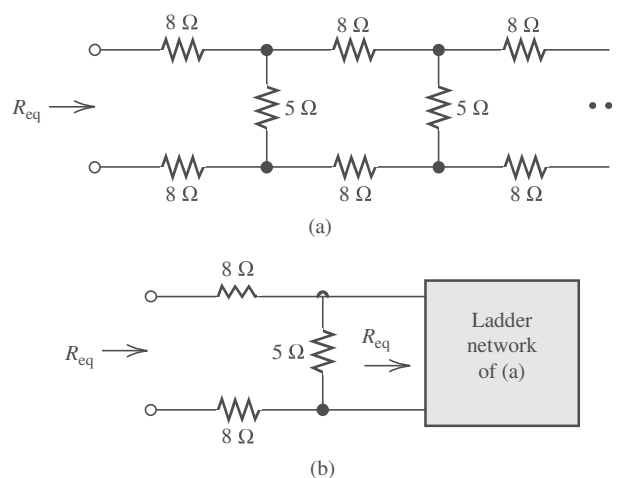 8 Ω 8 Ω 8 Ω
R_eq 5 Ω 5 Ω ••
8 Ω 8 Ω 8 Ω
(a)
8 Ω
R_eq 5 Ω R_eq
Ladder
network
of (a)
8 Ω
(b)